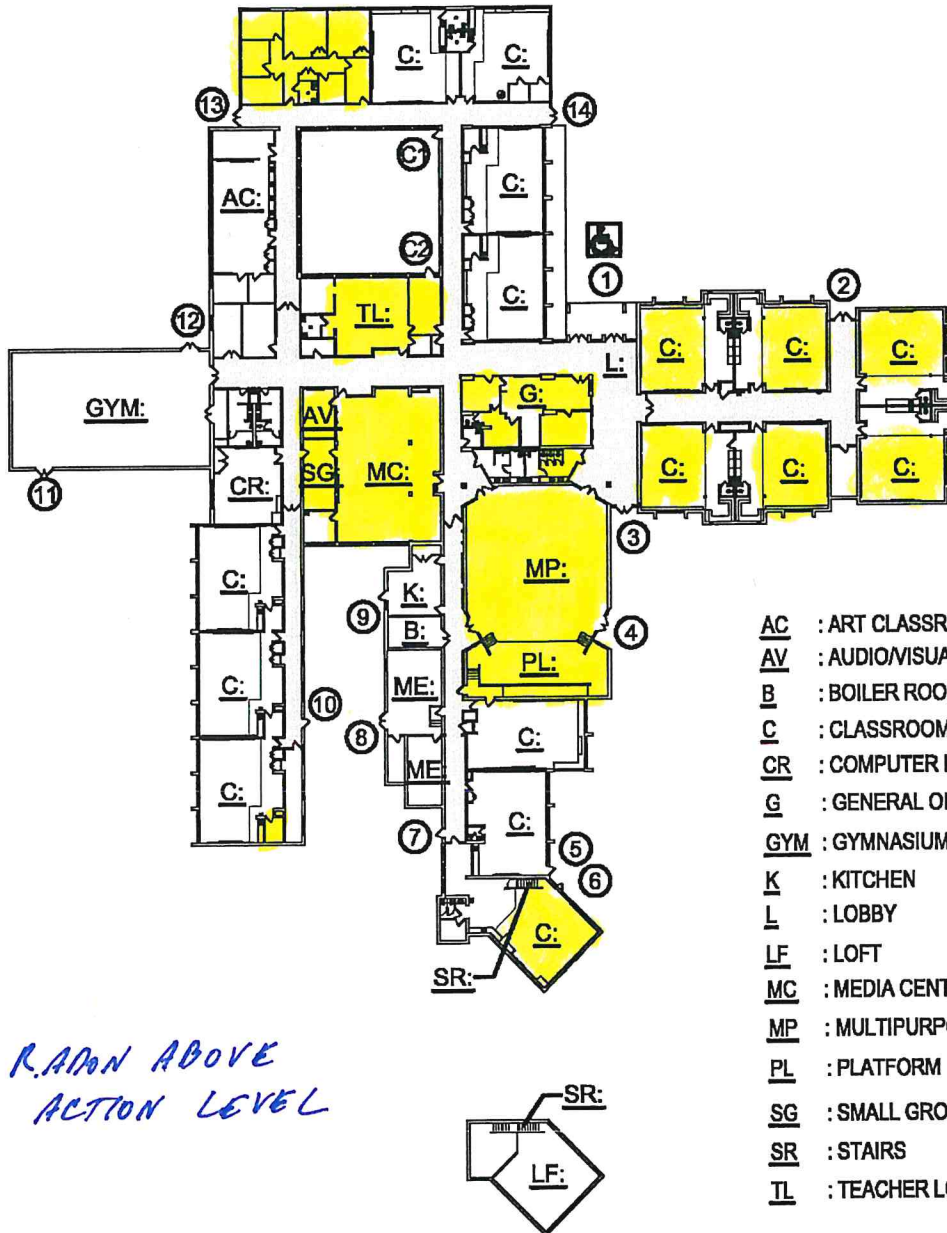 C: C:
13 14
C1
AC: C:
C2
1
C: 2
TL:
12 C: C: C:
L:
GYM: G:
AV
SG MC: C: C: C:
11 CR:
3
C: K: MP:
9 B: 4
PL:
C: ME:
10 8 C:
ME
C: 7 C: 5
6
C:
SR:
AC : ART CLASSR
AV : AUDIO/VISUA
B : BOILER ROO
C : CLASSROOM
CR : COMPUTER
G : GENERAL O
GYM : GYMNASIUM
K : KITCHEN
L : LOBBY
LF : LOFT
MC : MEDIA CENT
MP : MULTIPURPO
PL : PLATFORM
SG : SMALL GRO
SR : STAIRS
TL : TEACHER LO
RADON ABOVE
ACTION LEVEL
SR:
LF: